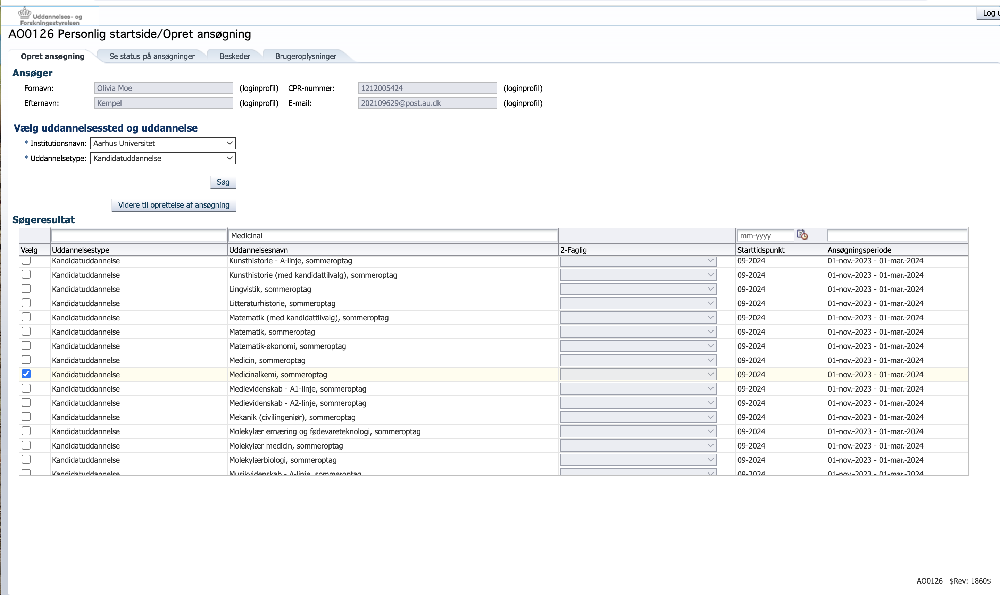 Uddannelses- og
Forskningsstyrelsen
Log
AO0126 Personlig startside/Opret ansøgning
Opret ansøgning Se status på ansøgninger Beskeder Brugeroplysninger
Ansøger
Fornavn: Olivia Moe (loginprofil) CPR-nummer: 1212005424 (loginprofil)
Efternavn: Kempel (loginprofil) E-mail: 202109629@post.au.dk (loginprofil)
Vælg uddannelsessted og uddannelse
* Institutionsnavn: Aarhus Universitet
* Uddannelsetype: Kandidatuddannelse
Søg
Videre til oprettelse af ansøgning
Søgeresultat
Medicinal mm-yyyy
Vælg Uddannelsestype Uddannelsesnavn 2-Faglig Starttidspunkt Ansøgningsperiode
Kandidatuddannelse Kunsthistorie - A-linje, sommeroptag 09-2024 01-nov.-2023 - 01-mar.-2024
Kandidatuddannelse Kunsthistorie (med kandidattilvalg), sommeroptag 09-2024 01-nov.-2023 - 01-mar.-2024
Kandidatuddannelse Lingvistik, sommeroptag 09-2024 01-nov.-2023 - 01-mar.-2024
Kandidatuddannelse Litteraturhistorie, sommeroptag 09-2024 01-nov.-2023 - 01-mar.-2024
Kandidatuddannelse Matematik (med kandidattilvalg), sommeroptag 09-2024 01-nov.-2023 - 01-mar.-2024
Kandidatuddannelse Matematik, sommeroptag 09-2024 01-nov.-2023 - 01-mar.-2024
Kandidatuddannelse Matematik-økonomi, sommeroptag 09-2024 01-nov.-2023 - 01-mar.-2024
Kandidatuddannelse Medicin, sommeroptag 09-2024 01-nov.-2023 - 01-mar.-2024
Kandidatuddannelse Medicinalkemi, sommeroptag 09-2024 01-nov.-2023 - 01-mar.-2024
Kandidatuddannelse Medievidenskab - A1-linje, sommeroptag 09-2024 01-nov.-2023 - 01-mar.-2024
Kandidatuddannelse Medievidenskab - A2-linje, sommeroptag 09-2024 01-nov.-2023 - 01-mar.-2024
Kandidatuddannelse Mekanik (civilingeniør), sommeroptag 09-2024 01-nov.-2023 - 01-mar.-2024
Kandidatuddannelse Molekylær ernæring og fødevareteknologi, sommeroptag 09-2024 01-nov.-2023 - 01-mar.-2024
Kandidatuddannelse Molekylær medicin, sommeroptag 09-2024 01-nov.-2023 - 01-mar.-2024
Kandidatuddannelse Molekylærbiologi, sommeroptag 09-2024 01-nov.-2023 - 01-mar.-2024
Kandidatuddannelse Musikvidenskab - A-linje, sommeroptag 09-2024 01-nov.-2023 - 01-mar.-2024
AO0126 $Rev: 1860$